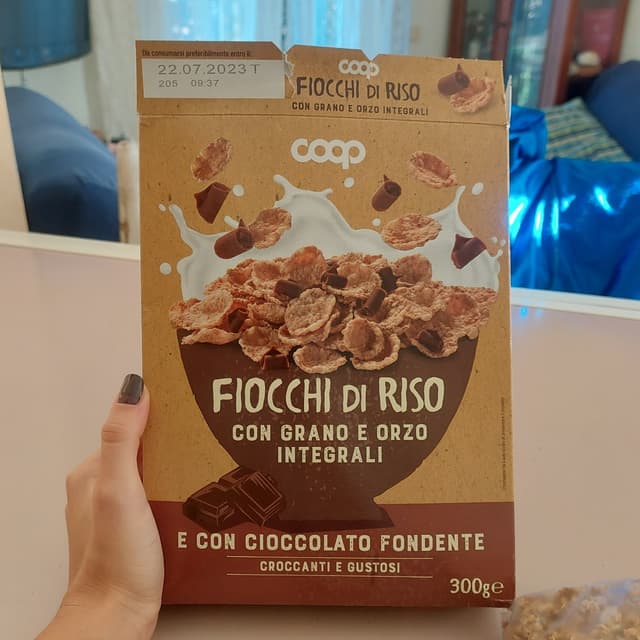 Da consumarsi preferibilmente entro il:
22.07.2023 T
205 09:37
coop
FIOCCHI DI RISO
CON GRANO E ORZO INTEGRALI
coop
FIOCCHI DI RISO
CON GRANO E ORZO
INTEGRALI
E CON CIOCCOLATO FONDENTE
CROCCANTI E GUSTOSI
300g e